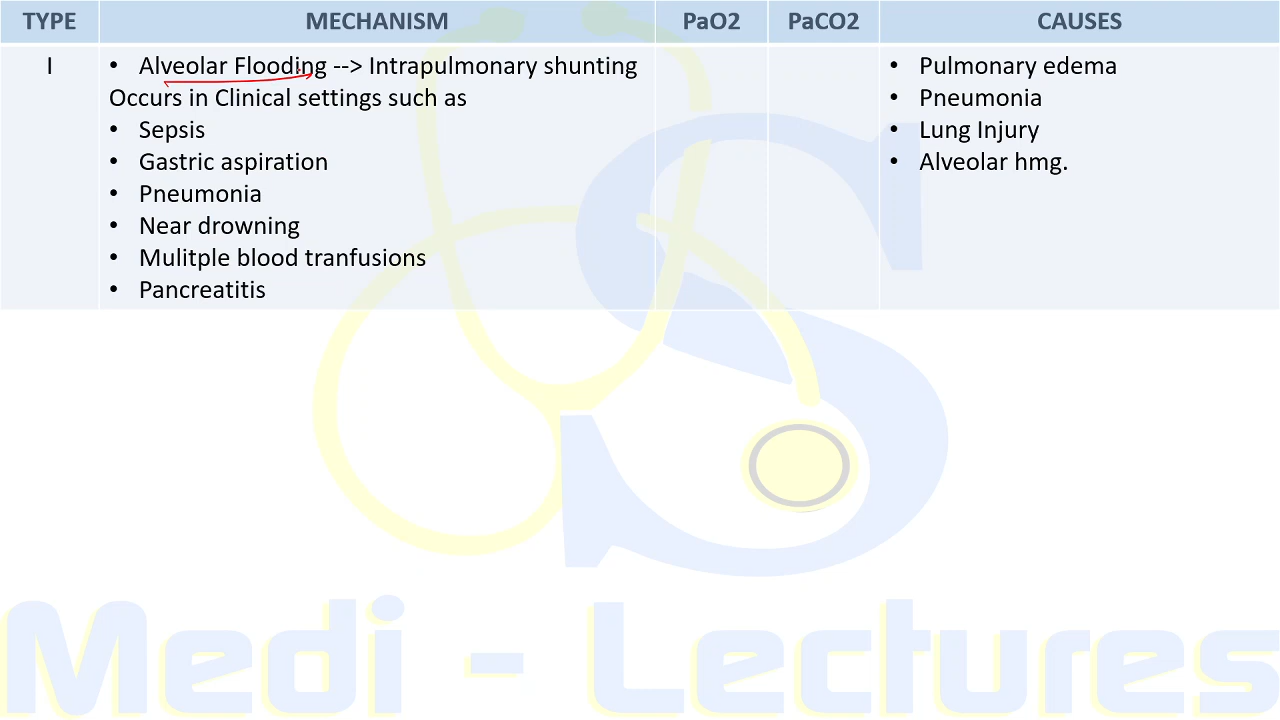 TYPE MECHANISM PaO2 PaCO2 CAUSES
I
• Alveolar Flooding --> Intrapulmonary shunting
Occurs in Clinical settings such as
• Sepsis
• Gastric aspiration
• Pneumonia
• Near drowning
• Mulitple blood tranfusions
• Pancreatitis
• Pulmonary edema
• Pneumonia
• Lung Injury
• Alveolar hmg.
Medi - Lectures